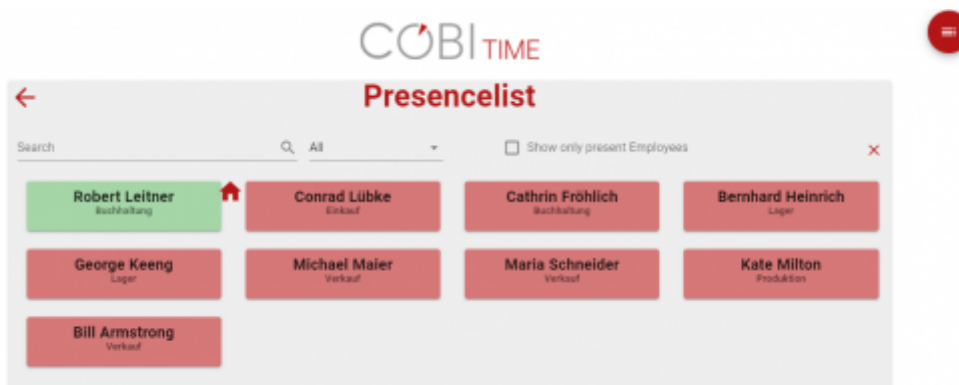 COBI TIME
Presencelist
Search
All
Show only present Employees
Robert Leitner
Buchhaltung
Conrad Lübke
Einkauf
Cathrin Fröhlich
Buchhaltung
Bernhard Heinrich
Lager
George Keeng
Lager
Michael Maier
Verkauf
Maria Schneider
Verkauf
Kate Milton
Produktion
Bill Armstrong
Verkauf